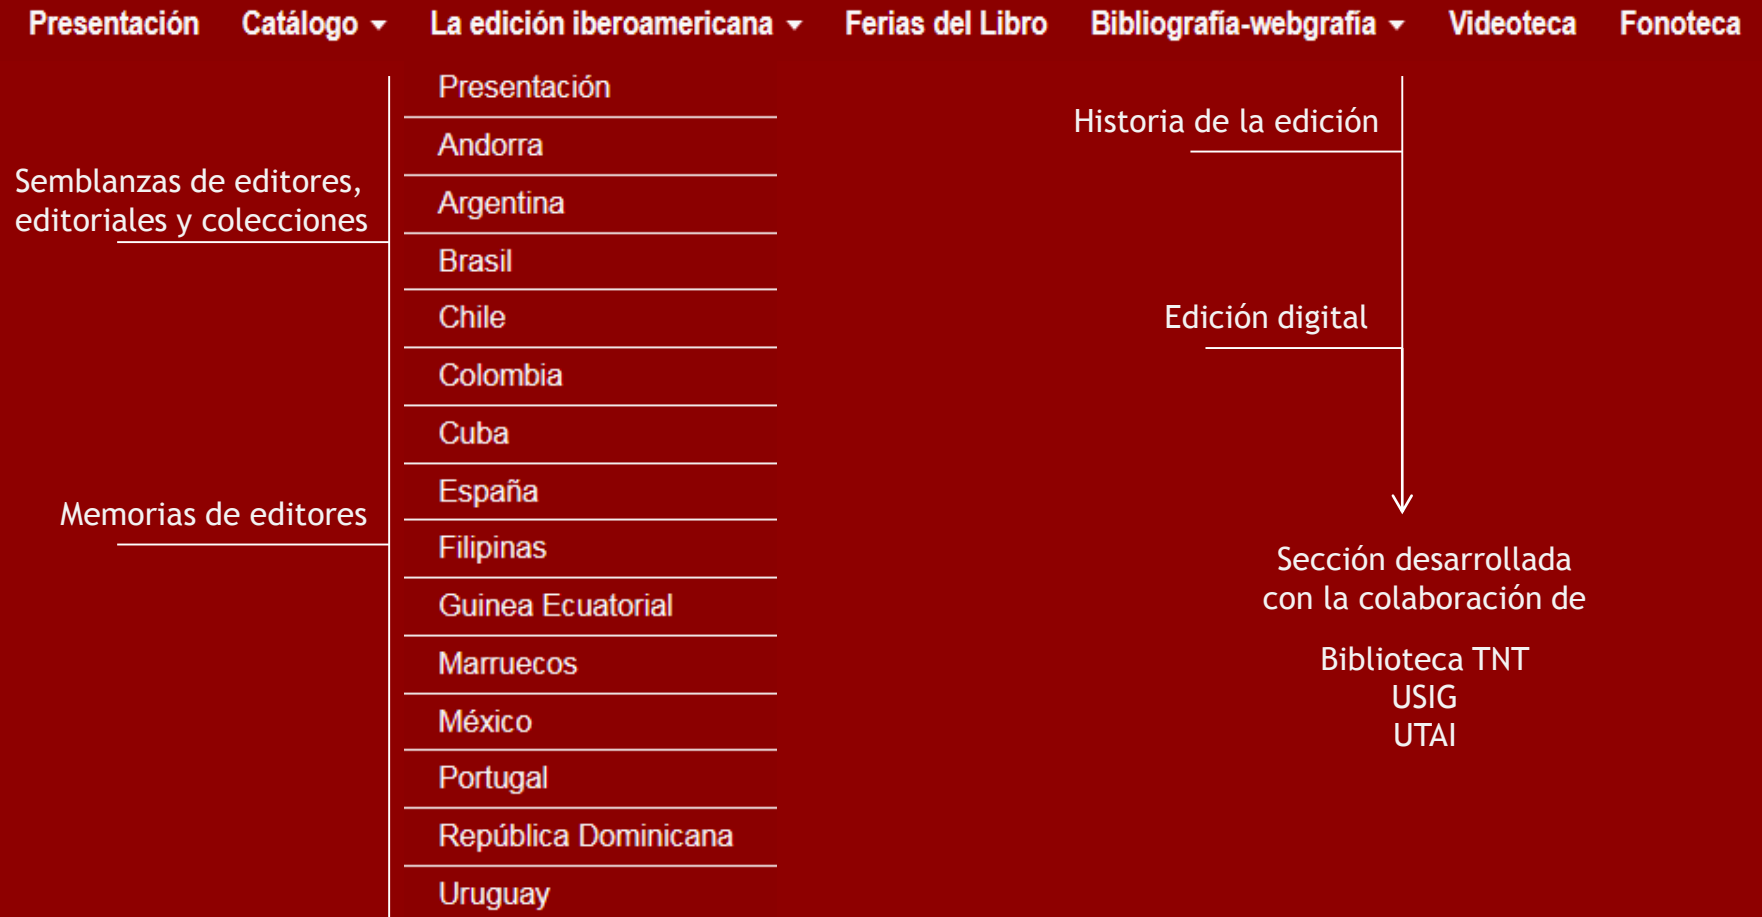 Presentación
Catálogo
La edición iberoamericana
Ferias del Libro
Bibliografía-webgrafía
Videoteca
Fonoteca
Semblanzas de editores,
editoriales y colecciones
Memorias de editores
Presentación
Andorra
Argentina
Brasil
Chile
Colombia
Cuba
España
Filipinas
Guinea Ecuatorial
Marruecos
México
Portugal
República Dominicana
Uruguay
Historia de la edición
Edición digital
Sección desarrollada
con la colaboración de
Biblioteca TNT
USIG
UTAI